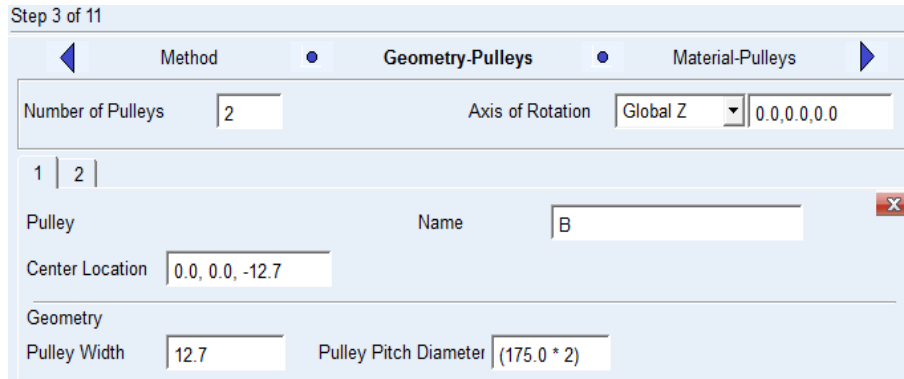 Step 3 of 11
Method Geometry-Pulleys Material-Pulleys
Number of Pulleys 2 Axis of Rotation Global Z 0.0,0.0,0.0
1 2
Pulley Name B
Center Location 0.0, 0.0, -12.7
Geometry
Pulley Width 12.7 Pulley Pitch Diameter (175.0 * 2)